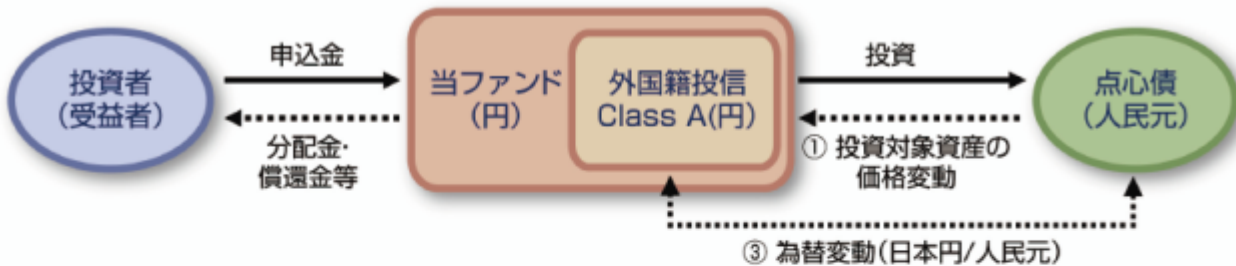 投資者
(受益者)
申込金
分配金・
償還金等
当ファンド
(円)
外国籍投信
Class A(円)
投資
① 投資対象資産の
価格変動
点心債
(人民元)
③ 為替変動(日本円/人民元)